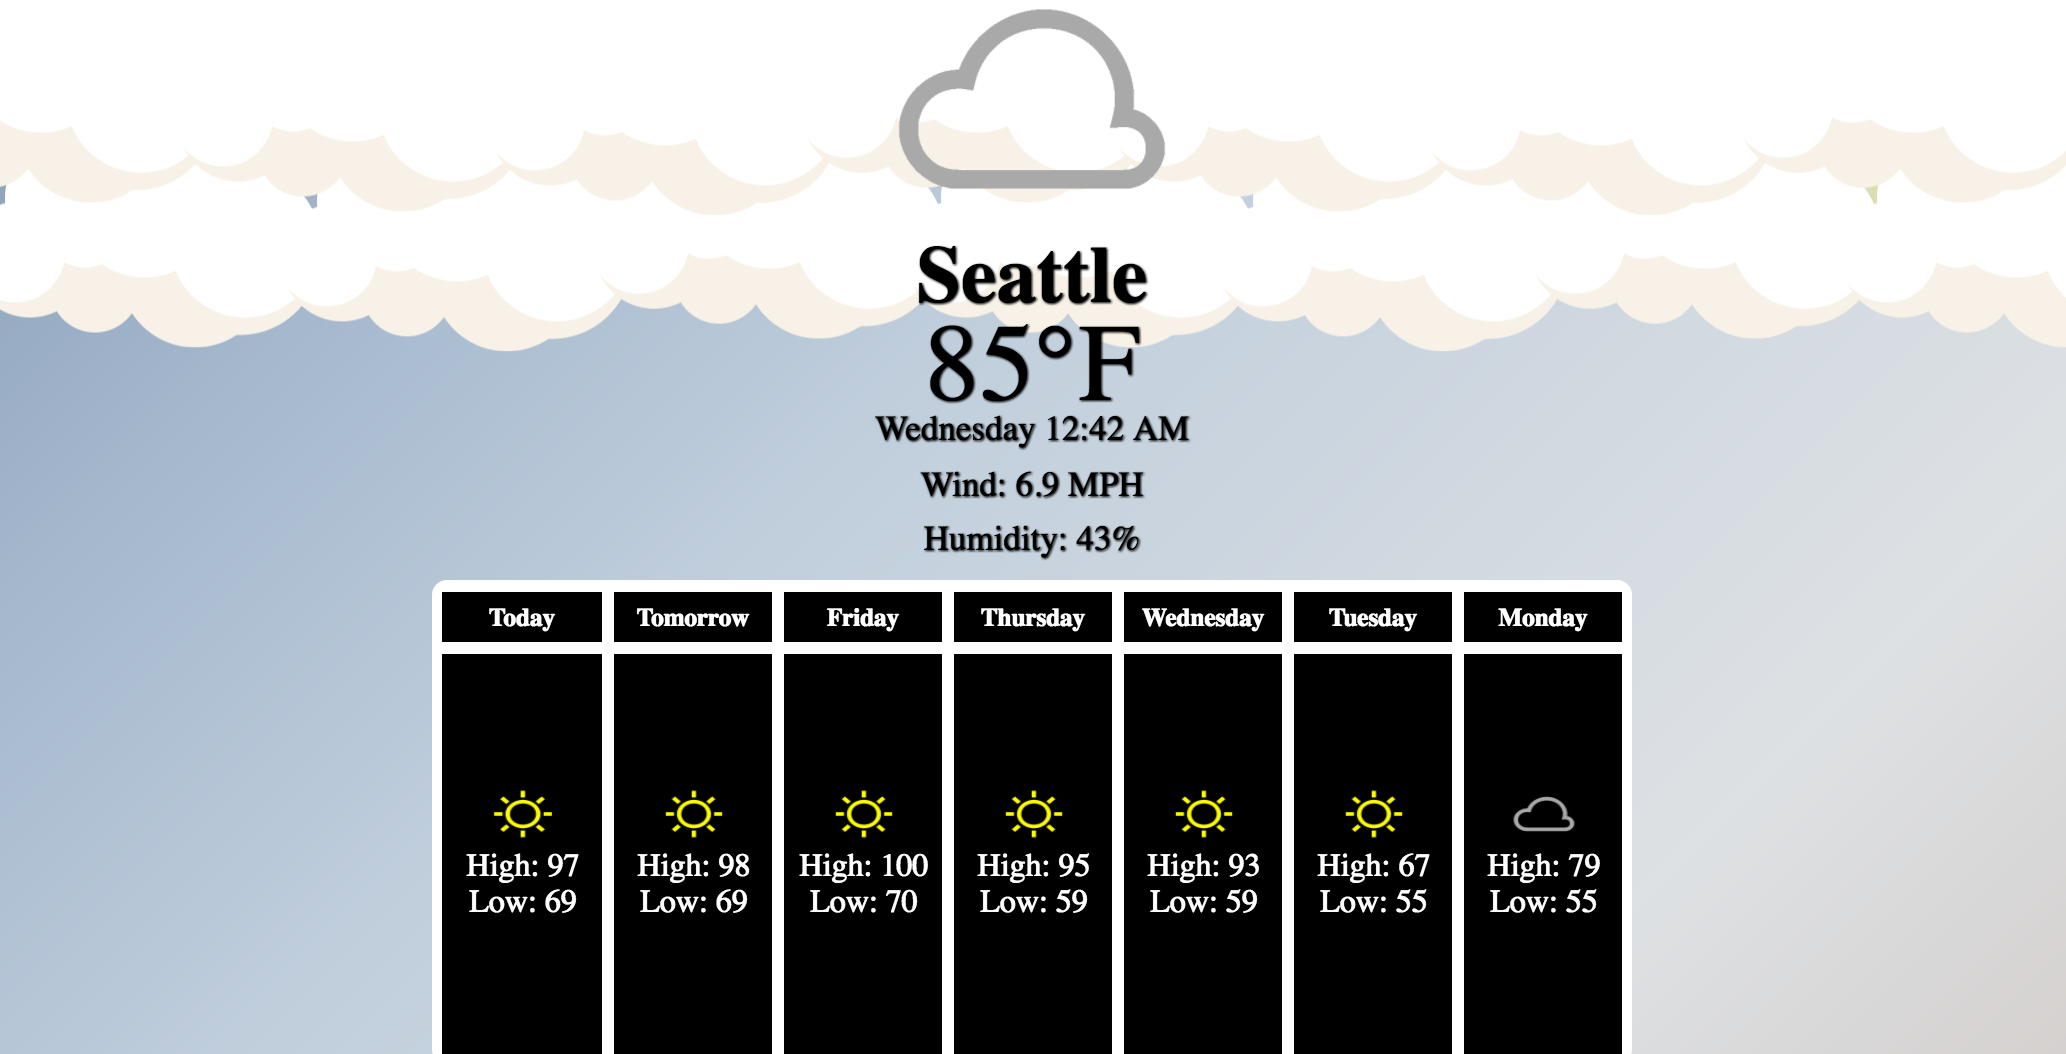 Seattle
85°F
Wednesday 12:42 AM
Wind: 6.9 MPH
Humidity: 43%
Today Tomorrow Friday Thursday Wednesday Tuesday Monday
High: 97 High: 98 High: 100 High: 95 High: 93 High: 67 High: 79
Low: 69 Low: 69 Low: 70 Low: 59 Low: 59 Low: 55 Low: 55